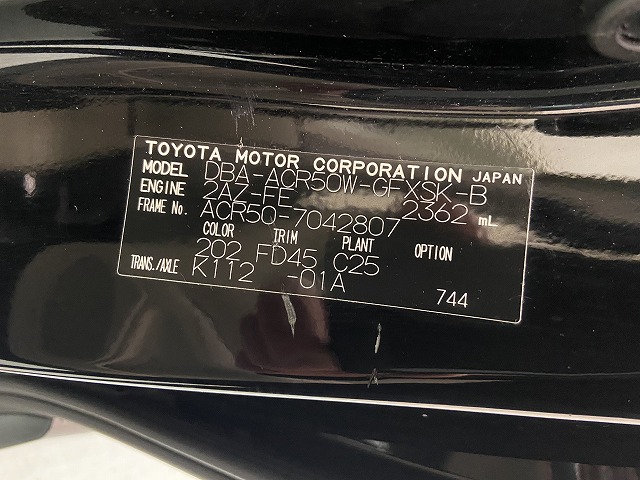 TOYOTA MOTOR CORPORATION JAPAN
MODEL DBA-ACR50W-GFXSK-B
ENGINE 2AZ-FE 2362 mL
FRAME No. ACR50-7042807
COLOR TRIM PLANT OPTION
202 FD45 C25
TRANS./AXLE K112 -01A
744